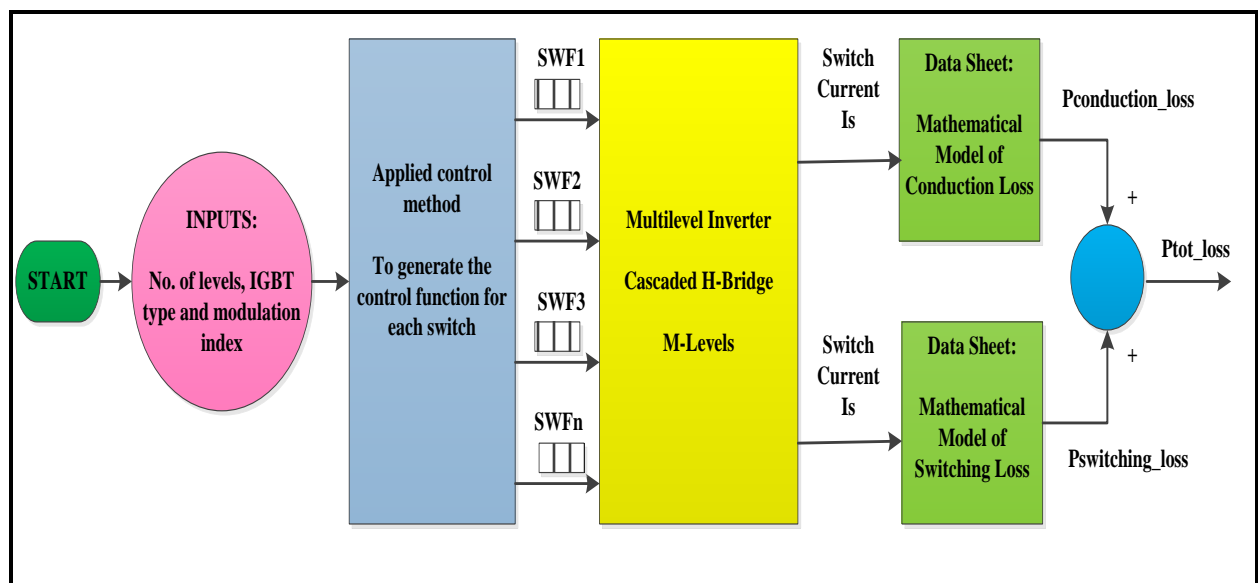 START
INPUTS:
No. of levels, IGBT
type and modulation
index
Applied control
method
To generate the
control function for
each switch
SWF1
SWF2
SWF3
SWFn
Multilevel Inverter
Cascaded H-Bridge
M-Levels
Switch
Current
Is
Switch
Current
Is
Data Sheet:
Mathematical
Model of
Conduction Loss
Data Sheet:
Mathematical
Model of
Switching Loss
Pconduction_loss
+
Ptot_loss
+
Pswitching_loss